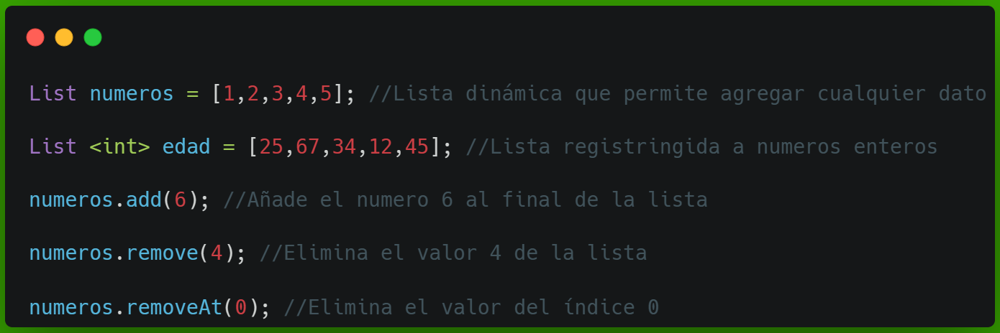 List numeros = [1,2,3,4,5]; //Lista dinámica que permite agregar cualquier dato
List <int> edad = [25,67,34,12,45]; //Lista registringida a numeros enteros
numeros.add(6); //Añade el numero 6 al final de la lista
numeros.remove(4); //Elimina el valor 4 de la lista
numeros.removeAt(0); //Elimina el valor del índice 0